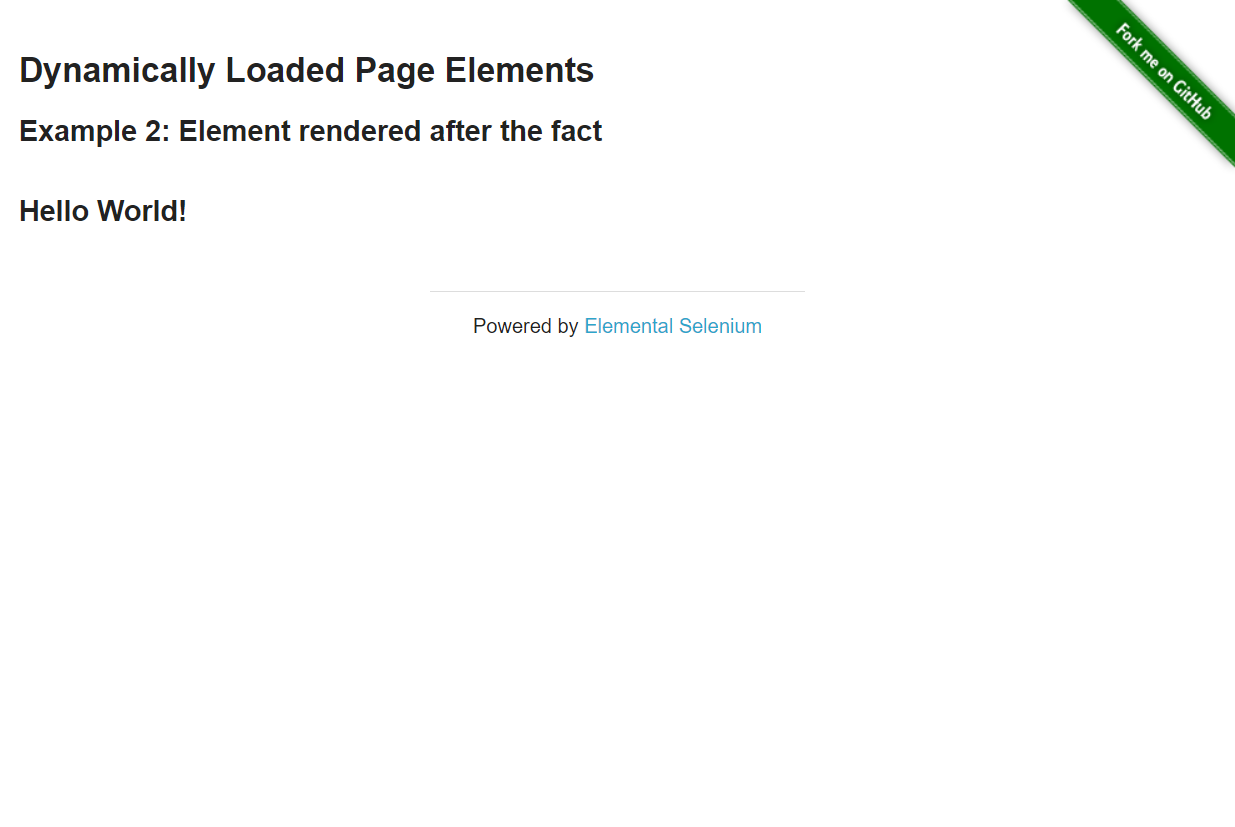 Fork me on GitHub
Dynamically Loaded Page Elements
Example 2: Element rendered after the fact
Hello World!
Powered by Elemental Selenium